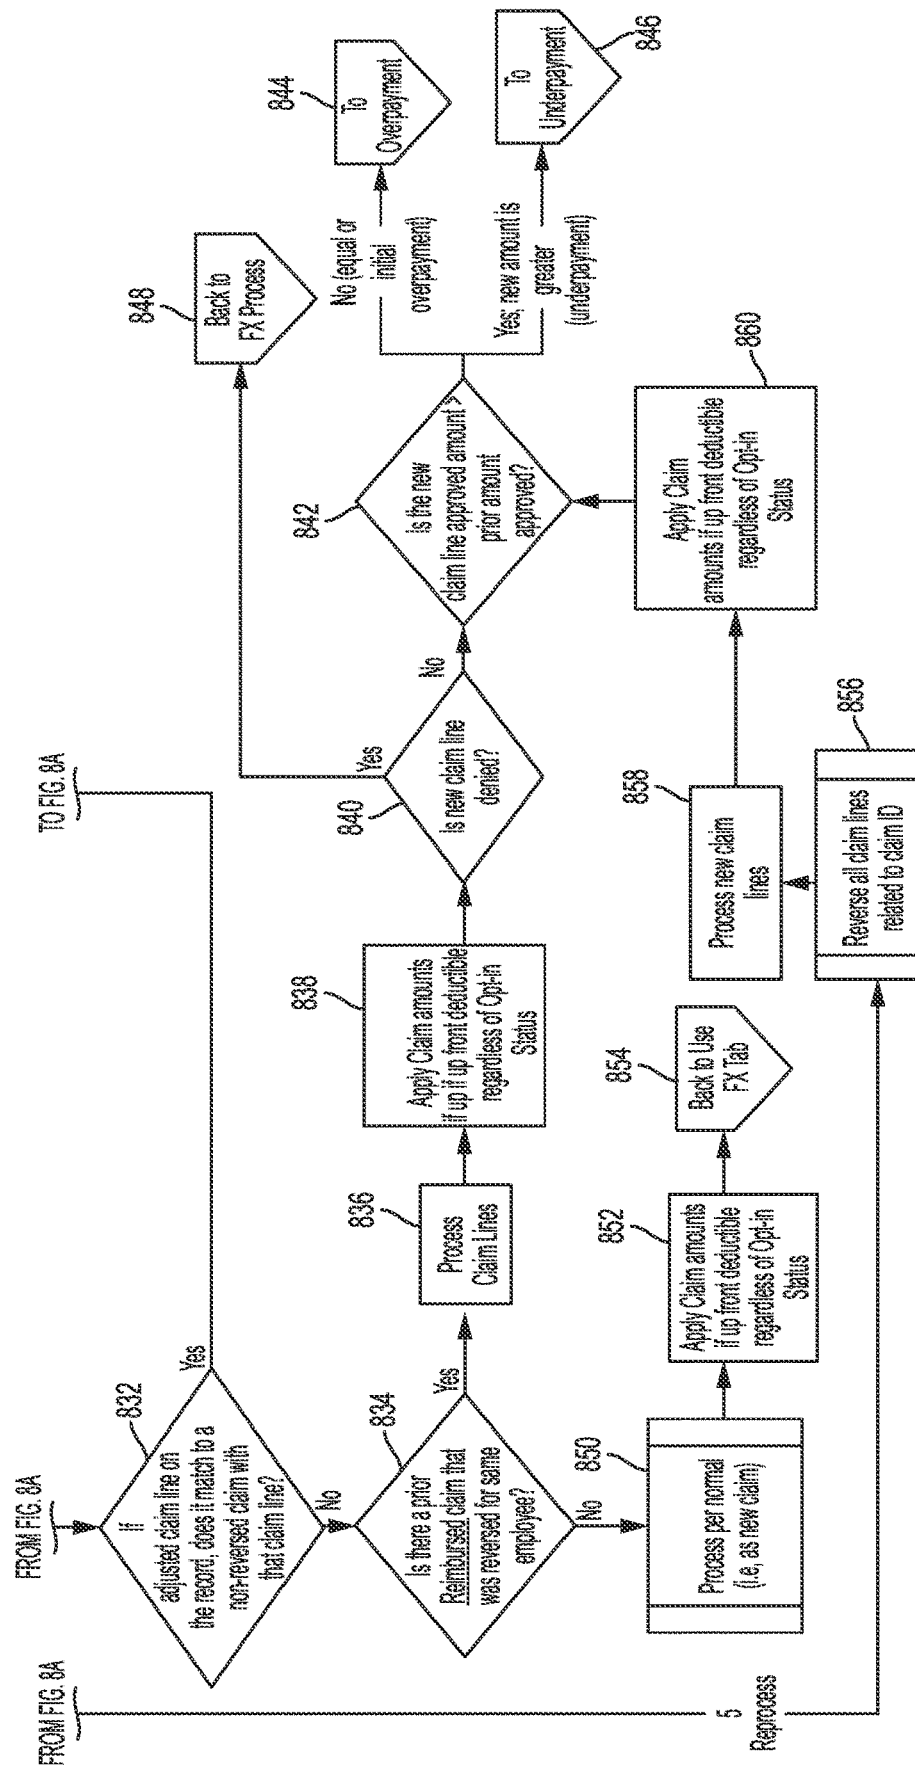 FROM FIG. 8A
FROM FIG. 8A
TO FIG. 8A
832
If
adjusted claim line on
the record, does it match to a
non-reversed claim with
that claim line?
Yes
No
834
Is there a prior
Reimbursed claim that
was reversed for same
employee?
Yes
No
836
Process
Claim Lines
838
Apply Claim amounts
if up if up front deductible
regardless of Opt-in
Status
840
Is new claim line
denied?
Yes
No
848
Back to
FX Process
842
Is the new
claim line approved amount >
prior amount
approved?
No (equal or
initial
overpayment)
844
To
Overpayment
Yes; new amount is
greater
(underpayment)
846
To
Underpayment
850
Process per normal
(i.e, as new claim)
852
Apply Claim amounts
if up front deductible
regardless of Opt-in
Status
854
Back to Use
FX Tab
5
Reprocess
856
Reverse all claim lines
related to claim ID
858
Process new claim
lines
860
Apply Claim
amounts if up front deductible
regardless of Opt-in
Status